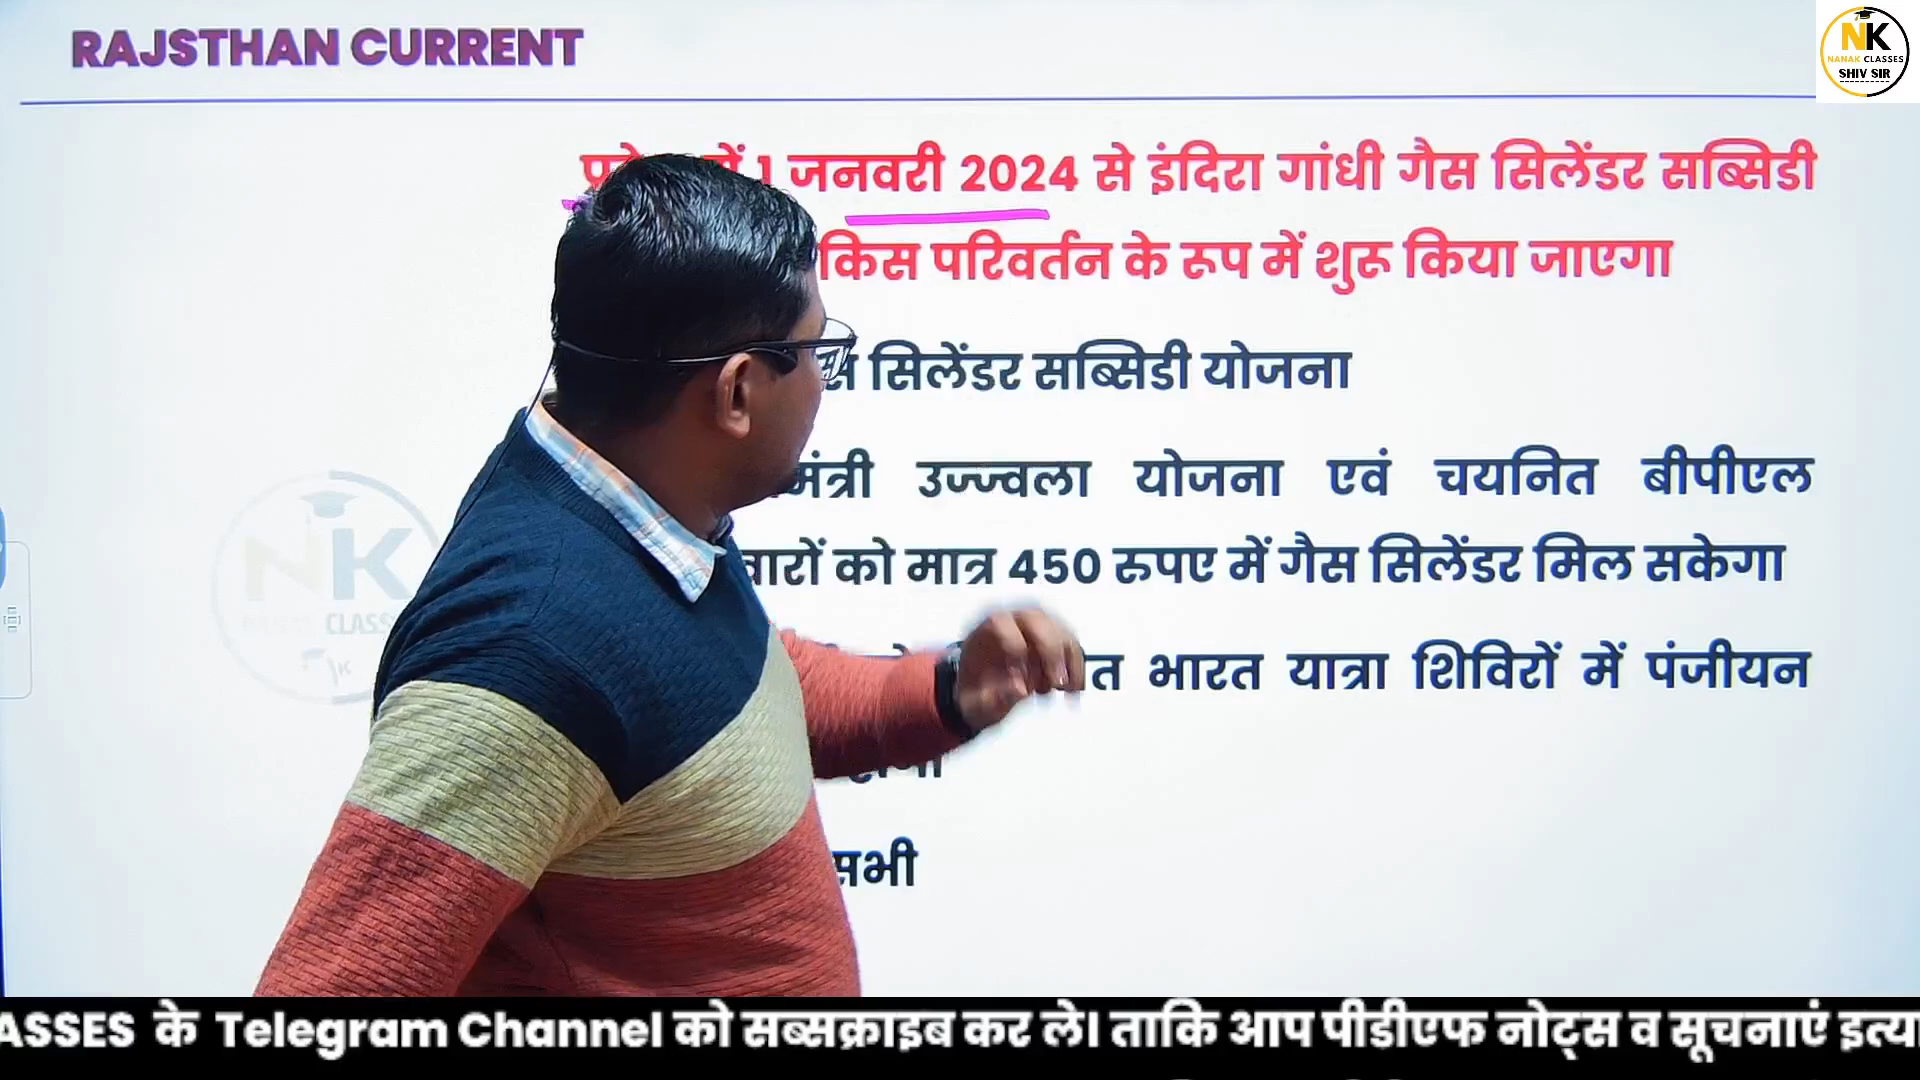 RAJSTHAN CURRENT
NK
NANAK CLASSES
SHIV SIR
1 जनवरी 2024 से इंदिरा गांधी गैस सिलेंडर सब्सिडी
किस परिवर्तन के रूप में शुरू किया जाएगा
सिलेंडर सब्सिडी योजना
उज्ज्वला योजना एवं चयनित बीपीएल
को मात्र 450 रुपए में गैस सिलेंडर मिल सकेगा
भारत यात्रा शिविरों में पंजीयन
सभी
NK
CLASS
ASSES के Telegram Channel को सब्सक्राइब कर ले। ताकि आप पीडीएफ नोट्स व सूचनाएं इत्या